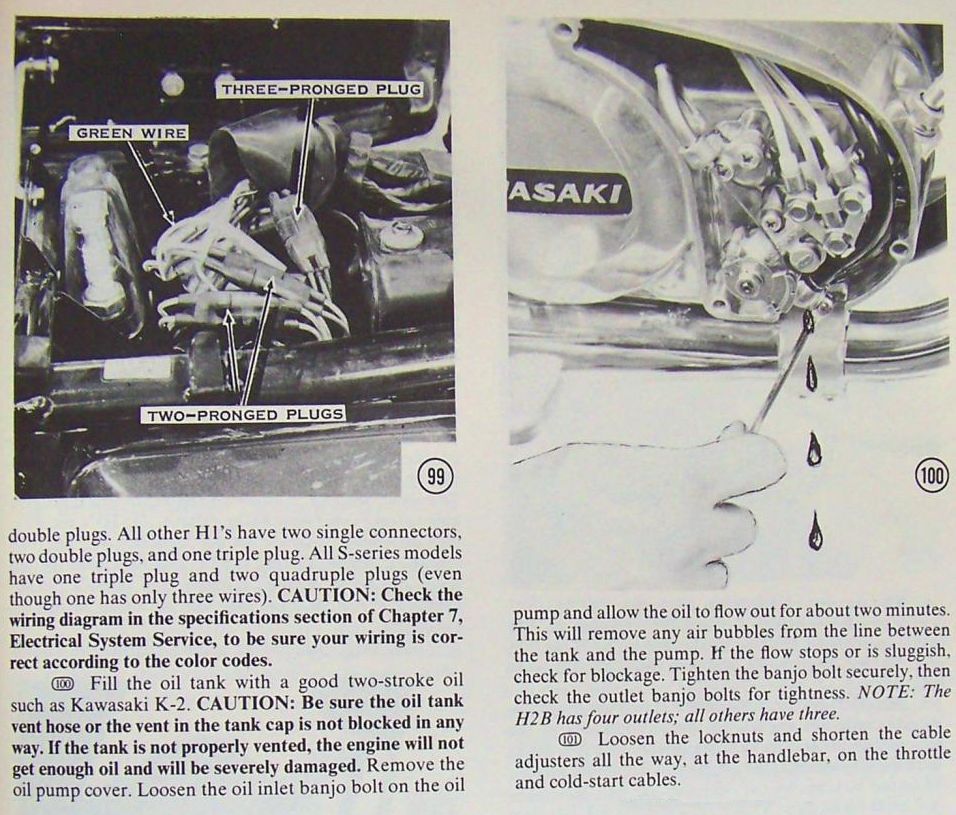 THREE-PRONGED PLUG
GREEN WIRE
TWO-PRONGED PLUGS
99
double plugs. All other H1's have two single connectors,
two double plugs, and one triple plug. All S-series models
have one triple plug and two quadruple plugs (even
though one has only three wires). CAUTION: Check the
wiring diagram in the specifications section of Chapter 7,
Electrical System Service, to be sure your wiring is cor-
rect according to the color codes.
100 Fill the oil tank with a good two-stroke oil
such as Kawasaki K-2. CAUTION: Be sure the oil tank
vent hose or the vent in the tank cap is not blocked in any
way. If the tank is not properly vented, the engine will not
get enough oil and will be severely damaged. Remove the
oil pump cover. Loosen the oil inlet banjo bolt on the oil
ASAKI
100
pump and allow the oil to flow out for about two minutes.
This will remove any air bubbles from the line between
the tank and the pump. If the flow stops or is sluggish,
check for blockage. Tighten the banjo bolt securely, then
check the outlet banjo bolts for tightness. NOTE: The
H2B has four outlets; all others have three.
101 Loosen the locknuts and shorten the cable
adjusters all the way, at the handlebar, on the throttle
and cold-start cables.